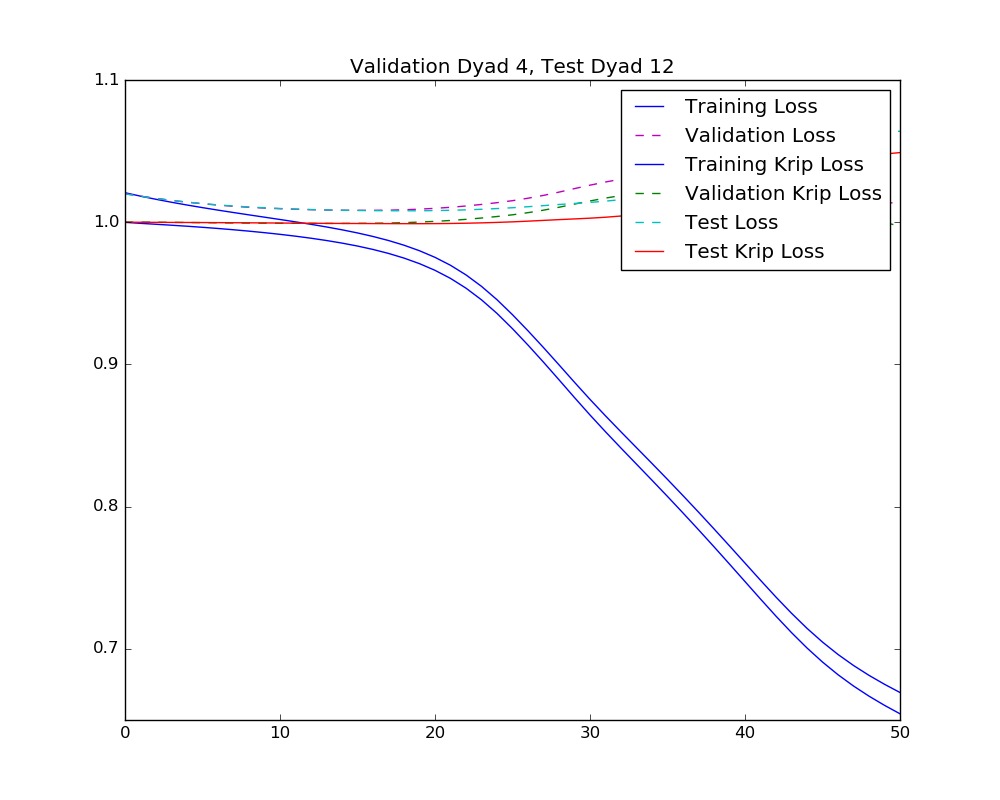 Validation Dyad 4, Test Dyad 12
1.1
1.0
0.9
0.8
0.7
0
10
20
30
40
50
Training Loss
Validation Loss
Training Krip Loss
Validation Krip Loss
Test Loss
Test Krip Loss